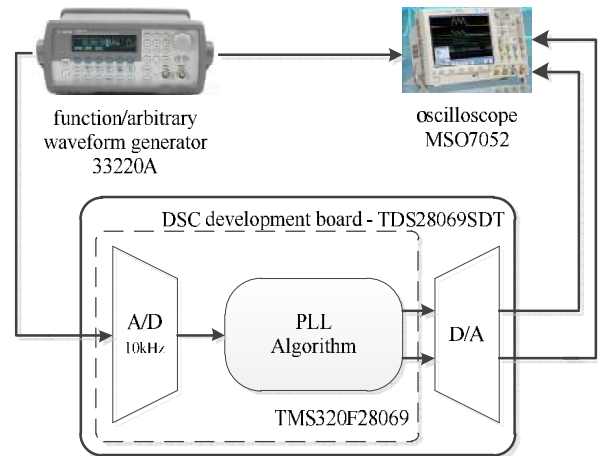 function/arbitrary
waveform generator
33220A
oscilloscope
MSO7052
DSC development board - TDS28069SDT
A/D
10kHz
PLL
Algorithm
D/A
TMS320F28069